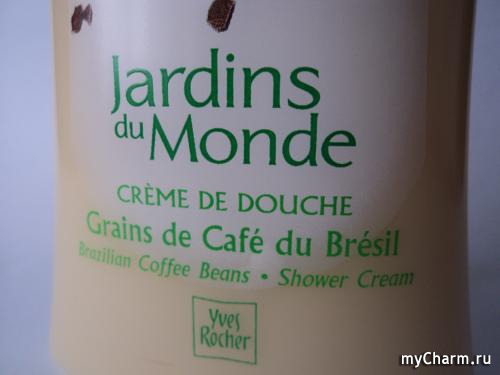 Jardins
du Monde
CRÈME DE DOUCHE
Grains de Café du Brésil
Brazilian Coffee Beans • Shower Cream
Yves
Rocher
myCharm.ru